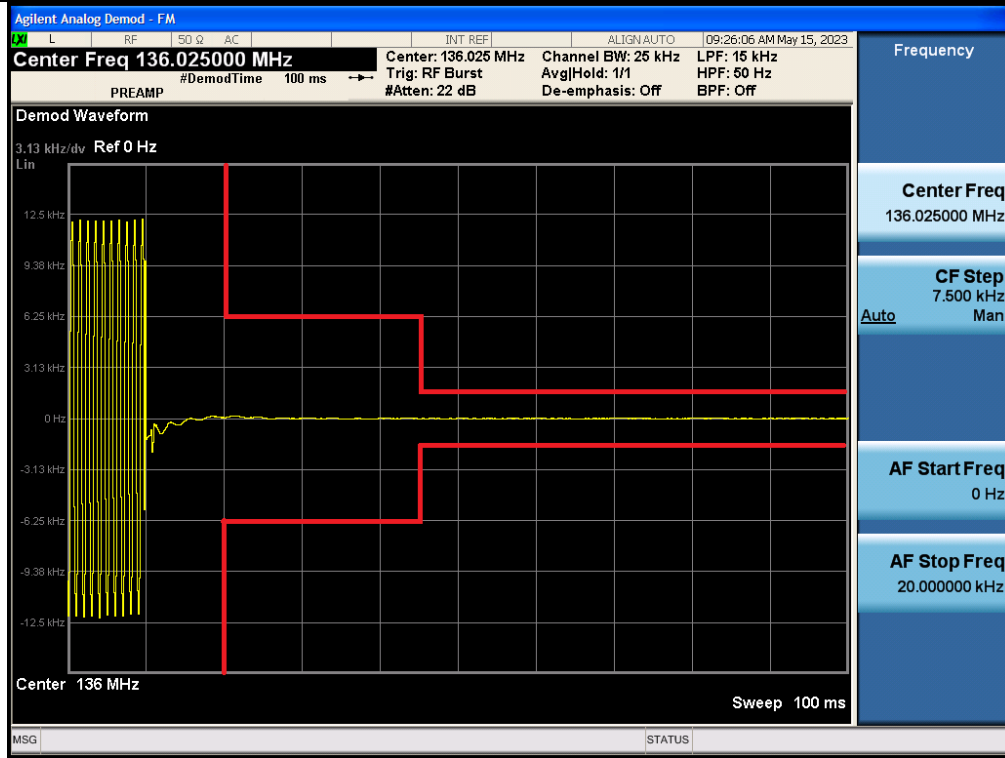 Agilent Analog Demod - FM
LXI L RF 50 Ω AC INT REF ALIGN AUTO 09:26:06 AM May 15, 2023
Center Freq 136.025000 MHz
#DemodTime 100 ms
PREAMP
Center: 136.025 MHz Channel BW: 25 kHz LPF: 15 kHz
Trig: RF Burst Avg|Hold: 1/1 HPF: 50 Hz
#Atten: 22 dB De-emphasis: Off BPF: Off
Demod Waveform
3.13 kHz/dv Ref 0 Hz
Lin
12.5 kHz
9.38 kHz
6.25 kHz
3.13 kHz
0 Hz
-3.13 kHz
-6.25 kHz
-9.38 kHz
-12.5 kHz
Center 136 MHz
Sweep 100 ms
MSG STATUS
Frequency
Center Freq
136.025000 MHz
CF Step
7.500 kHz
Auto Man
AF Start Freq
0 Hz
AF Stop Freq
20.000000 kHz